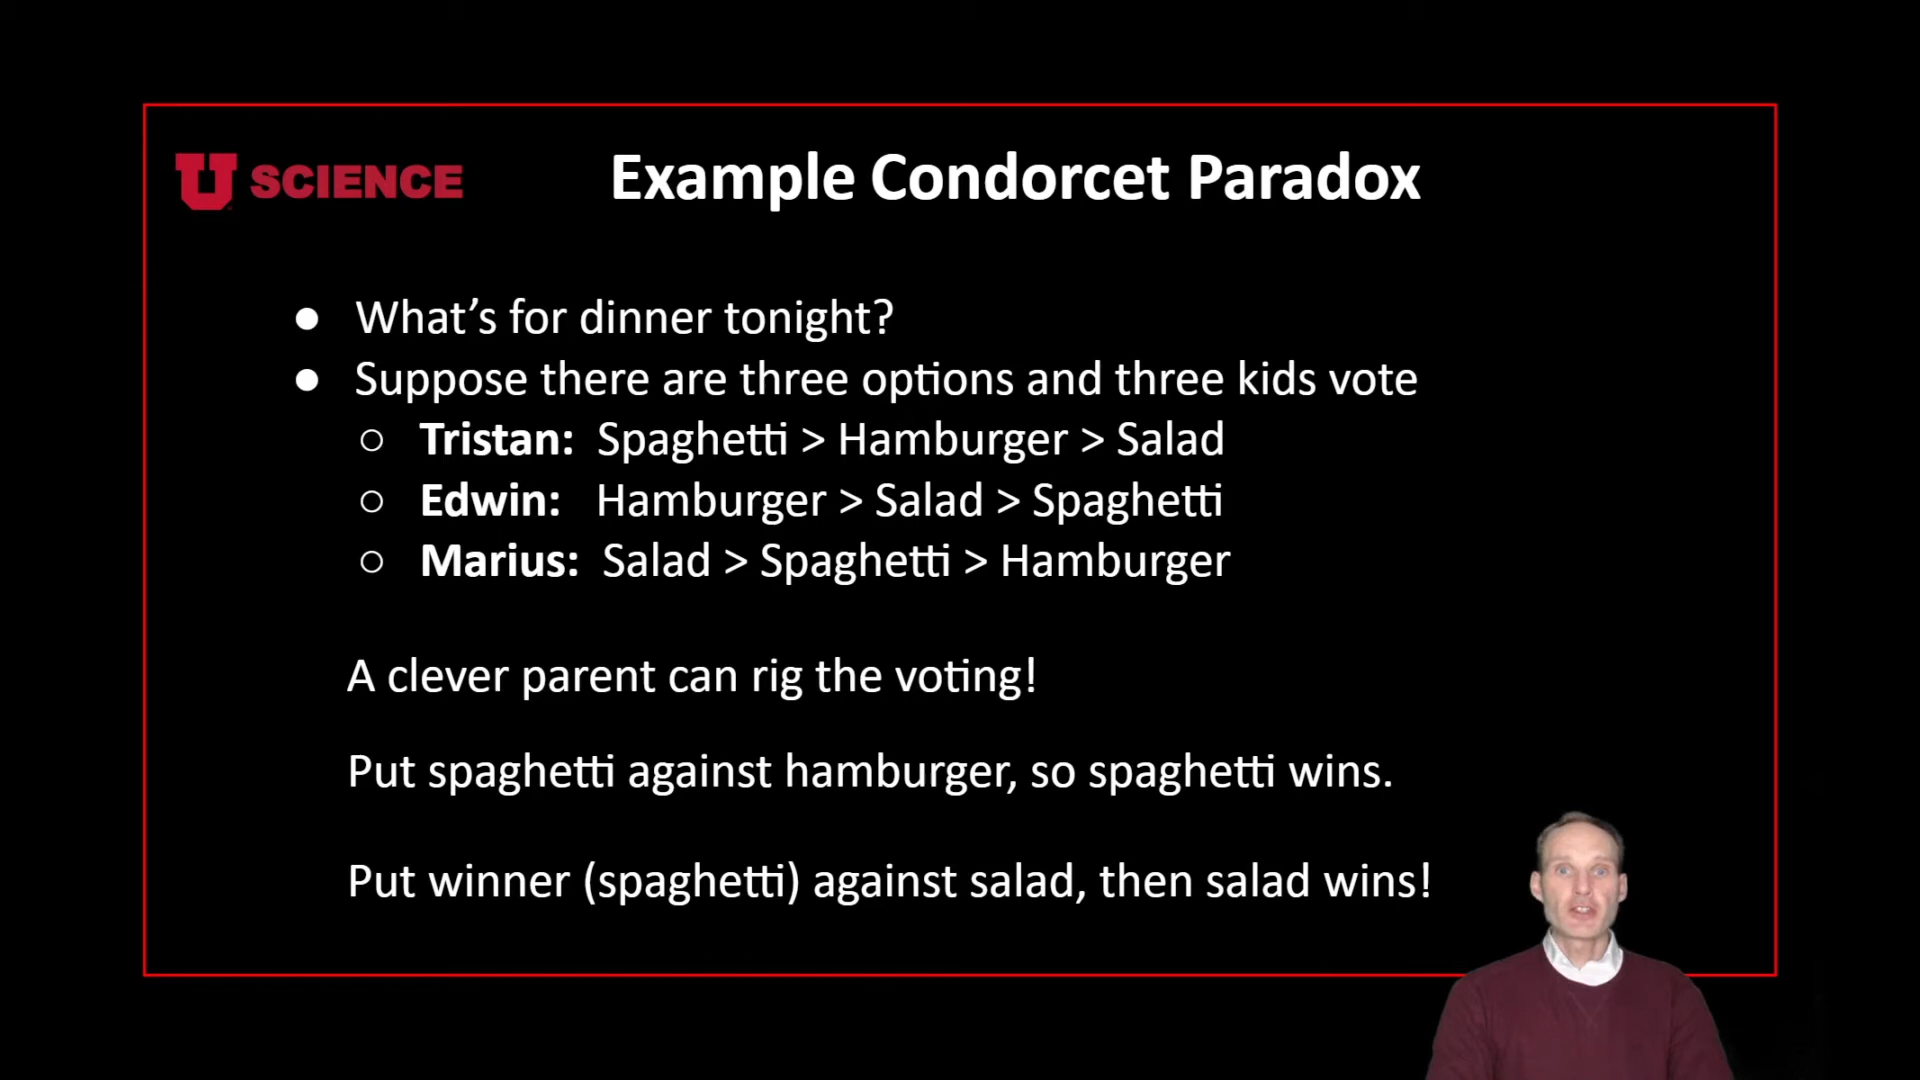 U SCIENCE
Example Condorcet Paradox
● What's for dinner tonight?
● Suppose there are three options and three kids vote
○ Tristan: Spaghetti > Hamburger > Salad
○ Edwin: Hamburger > Salad > Spaghetti
○ Marius: Salad > Spaghetti > Hamburger
A clever parent can rig the voting!
Put spaghetti against hamburger, so spaghetti wins.
Put winner (spaghetti) against salad, then salad wins!